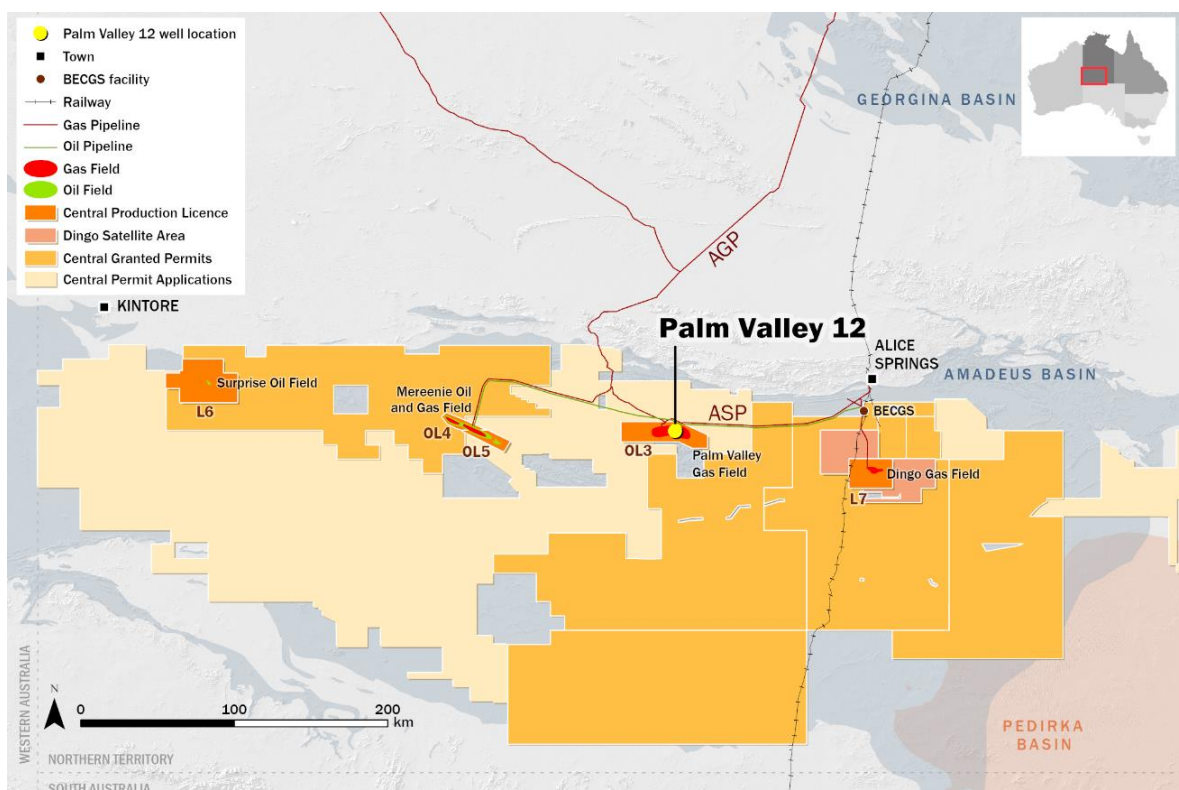 Palm Valley 12 well location
Town
BECGS facility
Railway
Gas Pipeline
Oil Pipeline
Gas Field
Oil Field
Central Production Licence
Dingo Satellite Area
Central Granted Permits
Central Permit Applications
GEORGINA BASIN
AGP
KINTORE
Palm Valley 12
ALICE
SPRINGS
AMADEUS BASIN
Surprise Oil Field
L6
Mereenie Oil
and Gas Field
OL4
OL5
OL3
ASP
BECGS
Palm Valley
Gas Field
Dingo Gas Field
L7
WESTERN AUSTRALIA
N
0 100 200
km
PEDIRKA
BASIN
NORTHERN TERRITORY
SOUTH AUSTRALIA